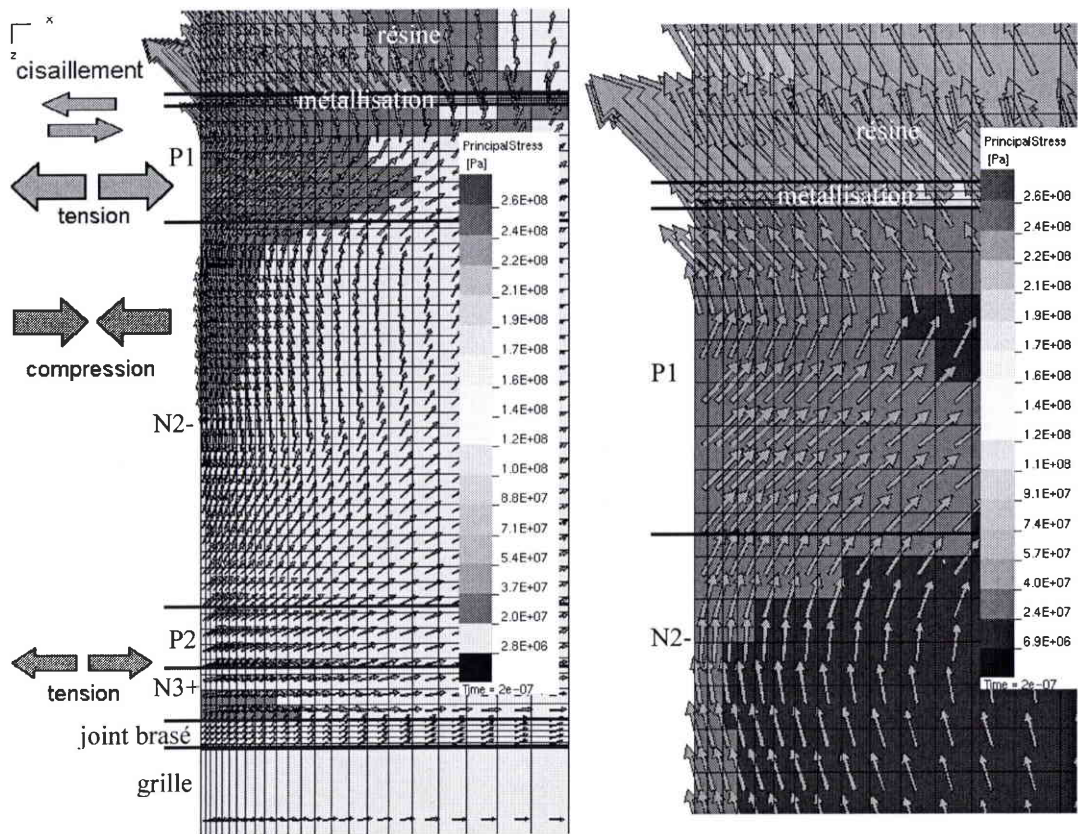 x
z
cisaillement
P1
tension
compression
N2-
P2
tension
N3+
joint brasé
grille
résine
metallisation
PrincipalStress
[Pa]
2.6E+08
2.4E+08
2.2E+08
2.1E+08
1.9E+08
1.7E+08
1.6E+08
1.4E+08
1.2E+08
1.0E+08
8.8E+07
7.1E+07
5.4E+07
3.7E+07
2.0E+07
2.8E+06
Time = 2e-07
résine
metallisation
P1
N2-
PrincipalStress
[Pa]
2.6E+08
2.4E+08
2.2E+08
2.1E+08
1.9E+08
1.7E+08
1.6E+08
1.4E+08
1.2E+08
1.1E+08
9.1E+07
7.4E+07
5.7E+07
4.0E+07
2.4E+07
6.9E+06
Time = 2e-07